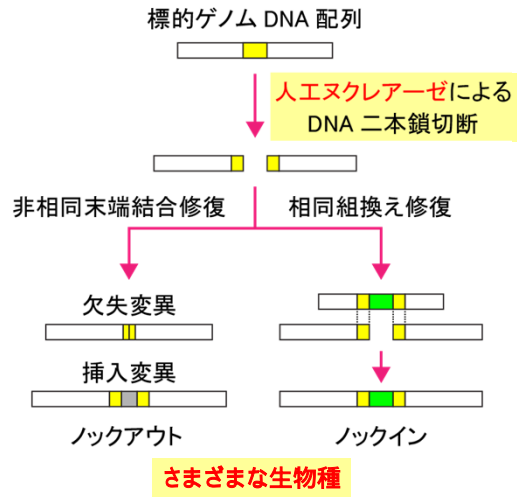 標的ゲノム DNA 配列
人工ヌクレアーゼによる
DNA 二本鎖切断
非相同末端結合修復
相同組換え修復
欠失変異
挿入変異
ノックアウト
ノックイン
さまざまな生物種